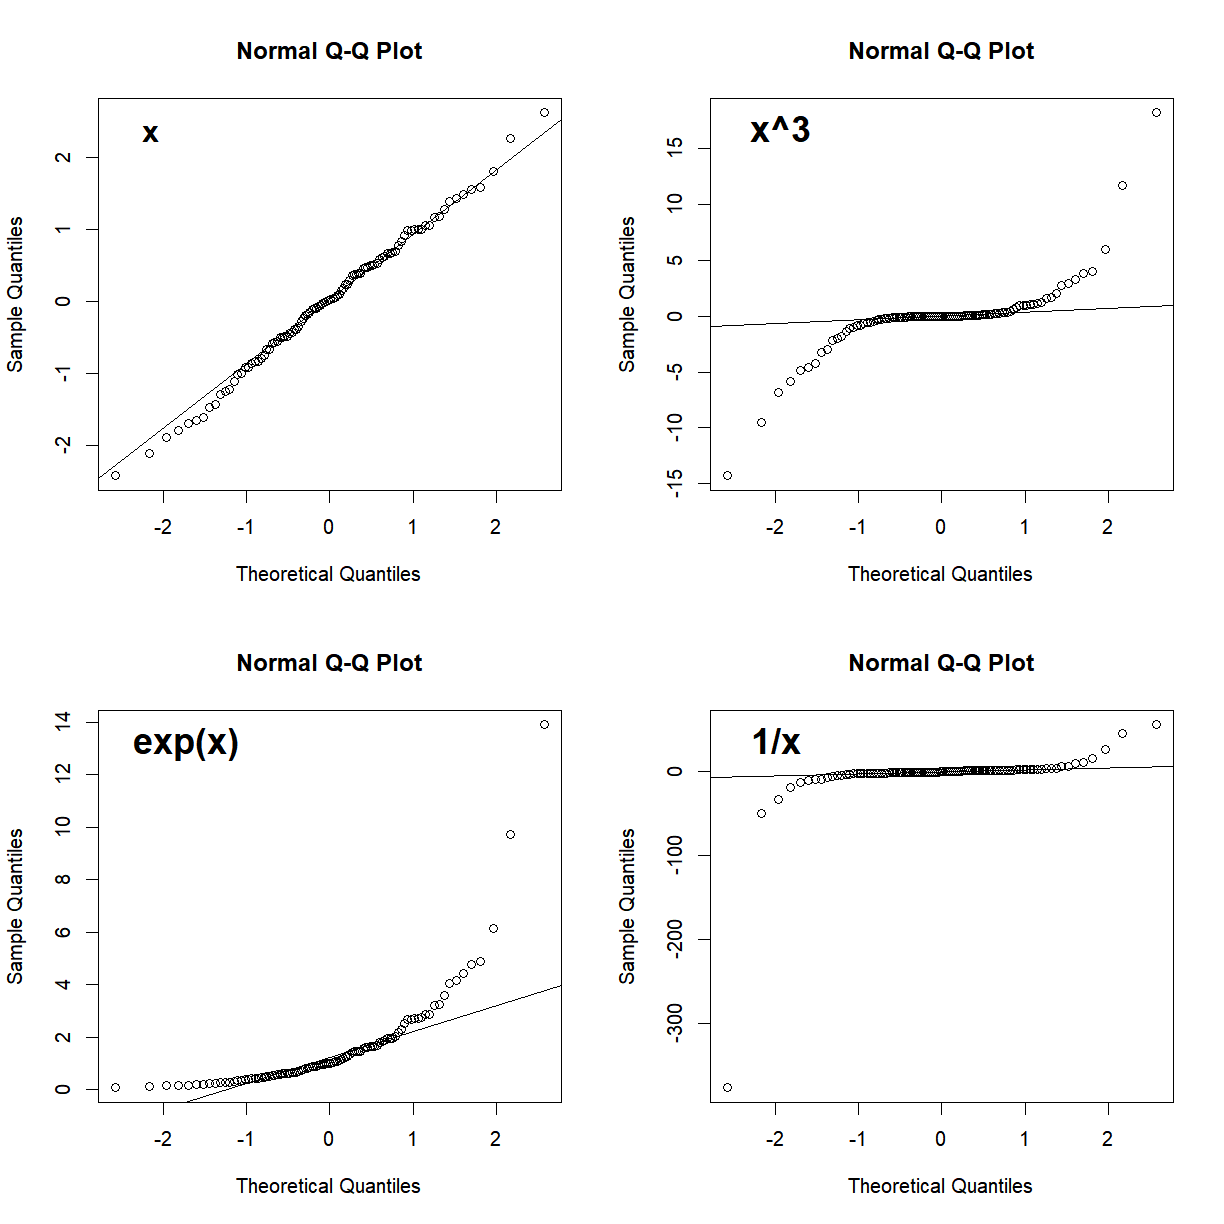 Normal Q-Q Plot
x
Sample Quantiles
2
1
0
-1
-2
-2 -1 0 1 2
Theoretical Quantiles
Normal Q-Q Plot
x^3
Sample Quantiles
15
10
5
0
-5
-10
-15
-2 -1 0 1 2
Theoretical Quantiles
Normal Q-Q Plot
exp(x)
Sample Quantiles
14
12
10
8
6
4
2
0
-2 -1 0 1 2
Theoretical Quantiles
Normal Q-Q Plot
1/x
Sample Quantiles
0
-100
-200
-300
-2 -1 0 1 2
Theoretical Quantiles